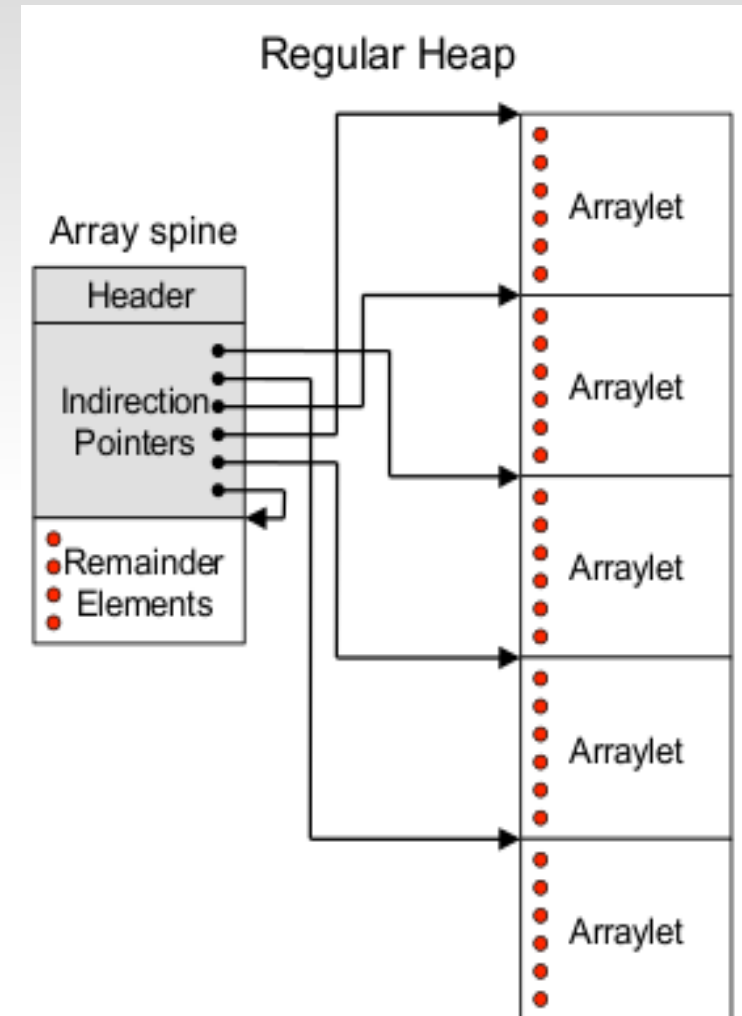 Regular Heap
Array spine
Header
Indirection
Pointers
Remainder
Elements
Arraylet
Arraylet
Arraylet
Arraylet
Arraylet